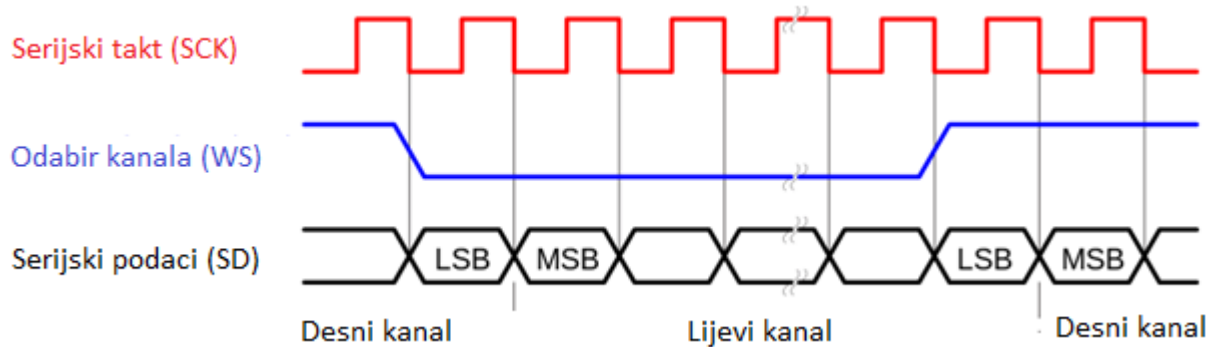 Serijski takt (SCK)
Odabir kanala (WS)
Serijski podaci (SD)
LSB MSB LSB MSB
Desni kanal Lijevi kanal Desni kanal